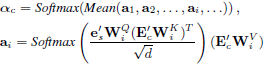 α_c = Softmax(Mean(a_1, a_2, ..., a_i, ...)),
a_i = Softmax(e'_s W_i^Q (E'_c W_i^K)^T / √d)(E'_c W_i^V)